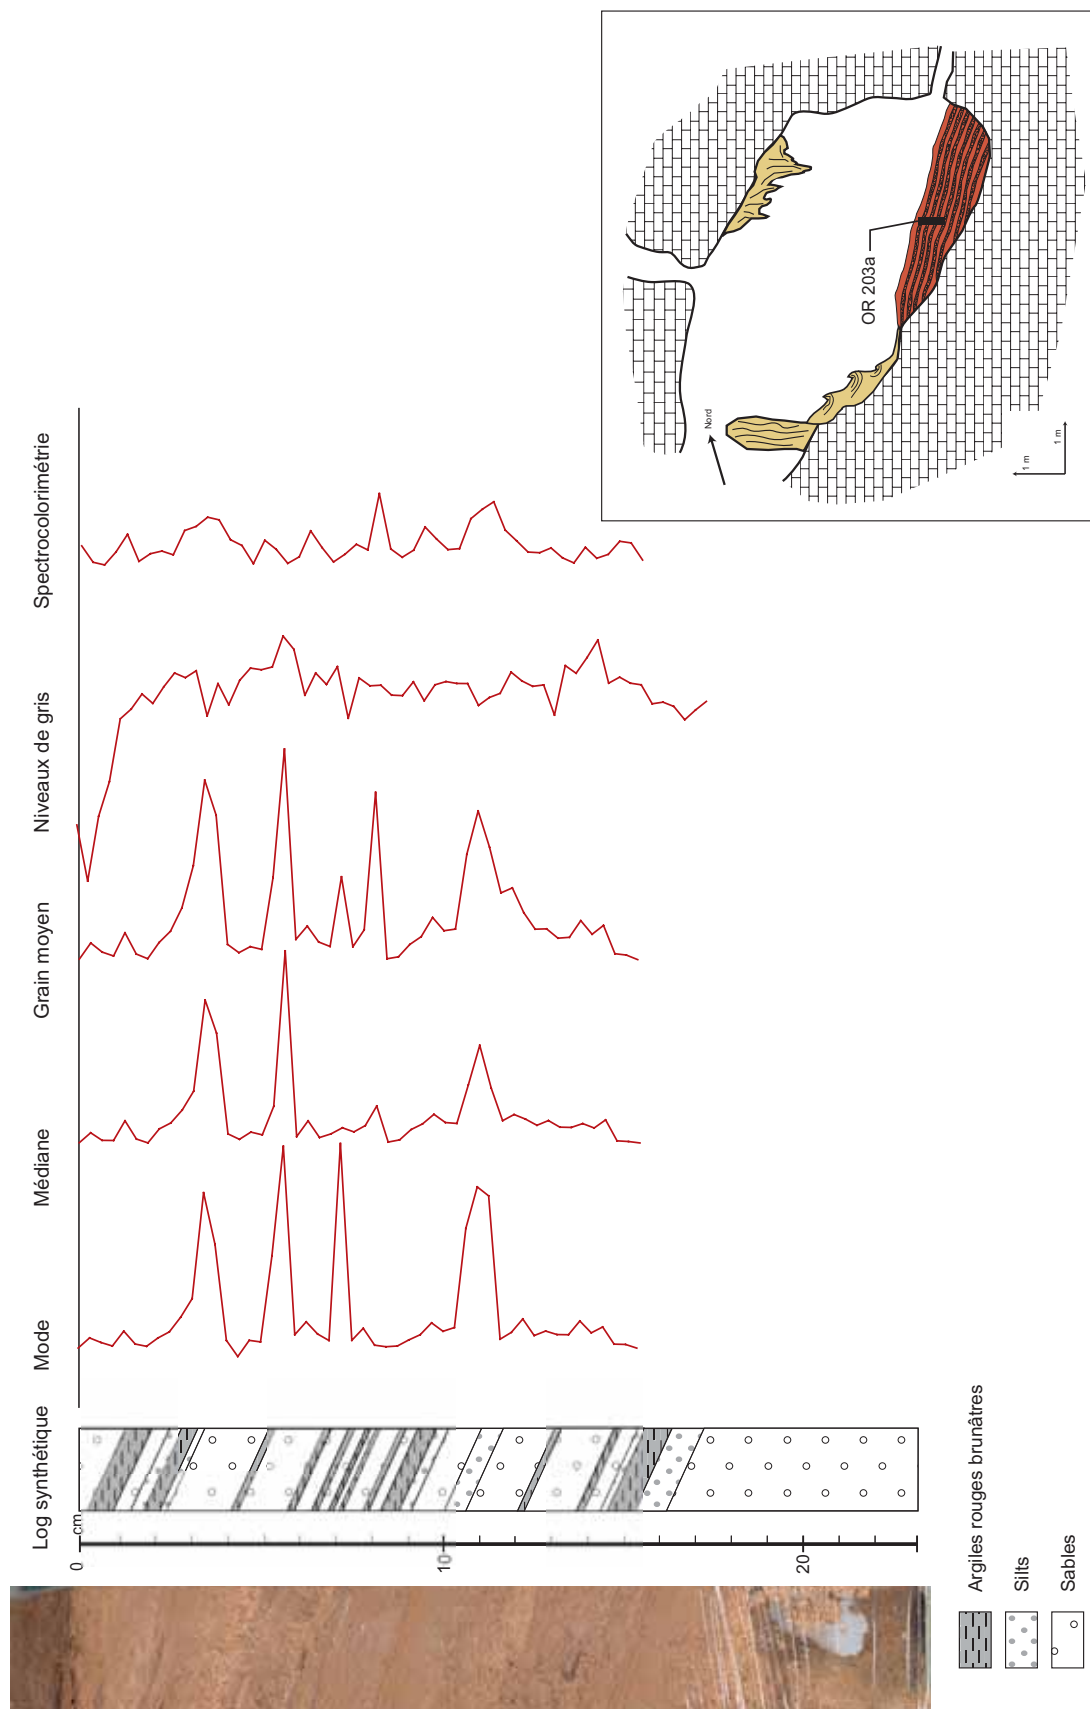 Log synthétique
Mode
Médiane
Grain moyen
Niveaux de gris
Spectrocolorimétrie
cm
0
10
20
Argiles rouges brunâtres
Silts
Sables
OR 203a
Nord
1 m
1 m